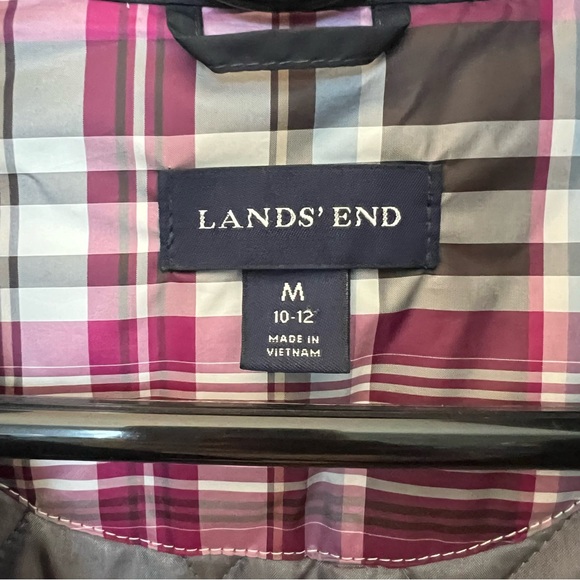 LANDS' END
M
10-12
MADE IN
VIETNAM